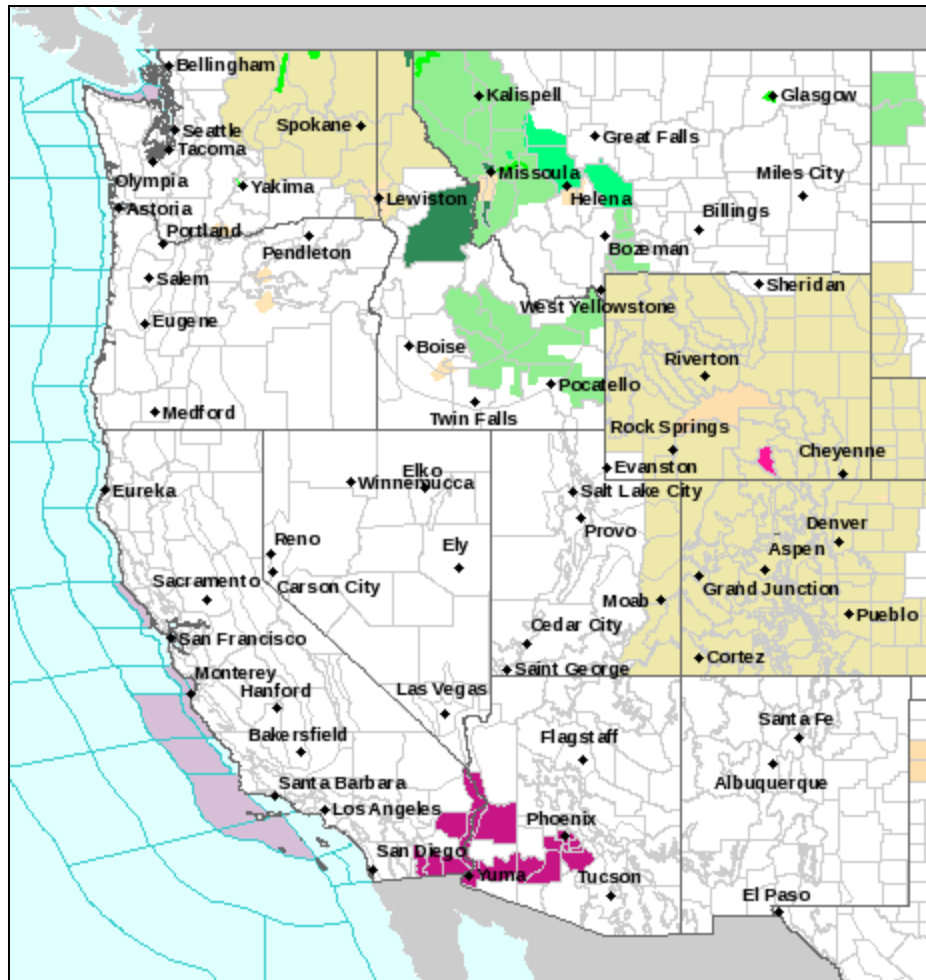 Bellingham
Kalispell
Glasgow
Spokane
Seattle
Great Falls
Tacoma
Missoula
Miles City
Olympia
Yakima
Lewiston
Helena
Astoria
Billings
Portland
Pendleton
Bozeman
Salem
Sheridan
West Yellowstone
Eugene
Boise
Riverton
Pocatello
Medford
Twin Falls
Rock Springs
Cheyenne
Evanston
Elko
Winnemucca
Eureka
Salt Lake City
Provo
Denver
Reno
Ely
Aspen
Sacramento
Carson City
Grand Junction
Moab
Pueblo
Cedar City
San Francisco
Cortez
Saint George
Monterey
Hanford
Las Vegas
Santa Fe
Bakersfield
Flagstaff
Albuquerque
Santa Barbara
Los Angeles
Phoenix
San Diego
Yuma
Tucson
El Paso